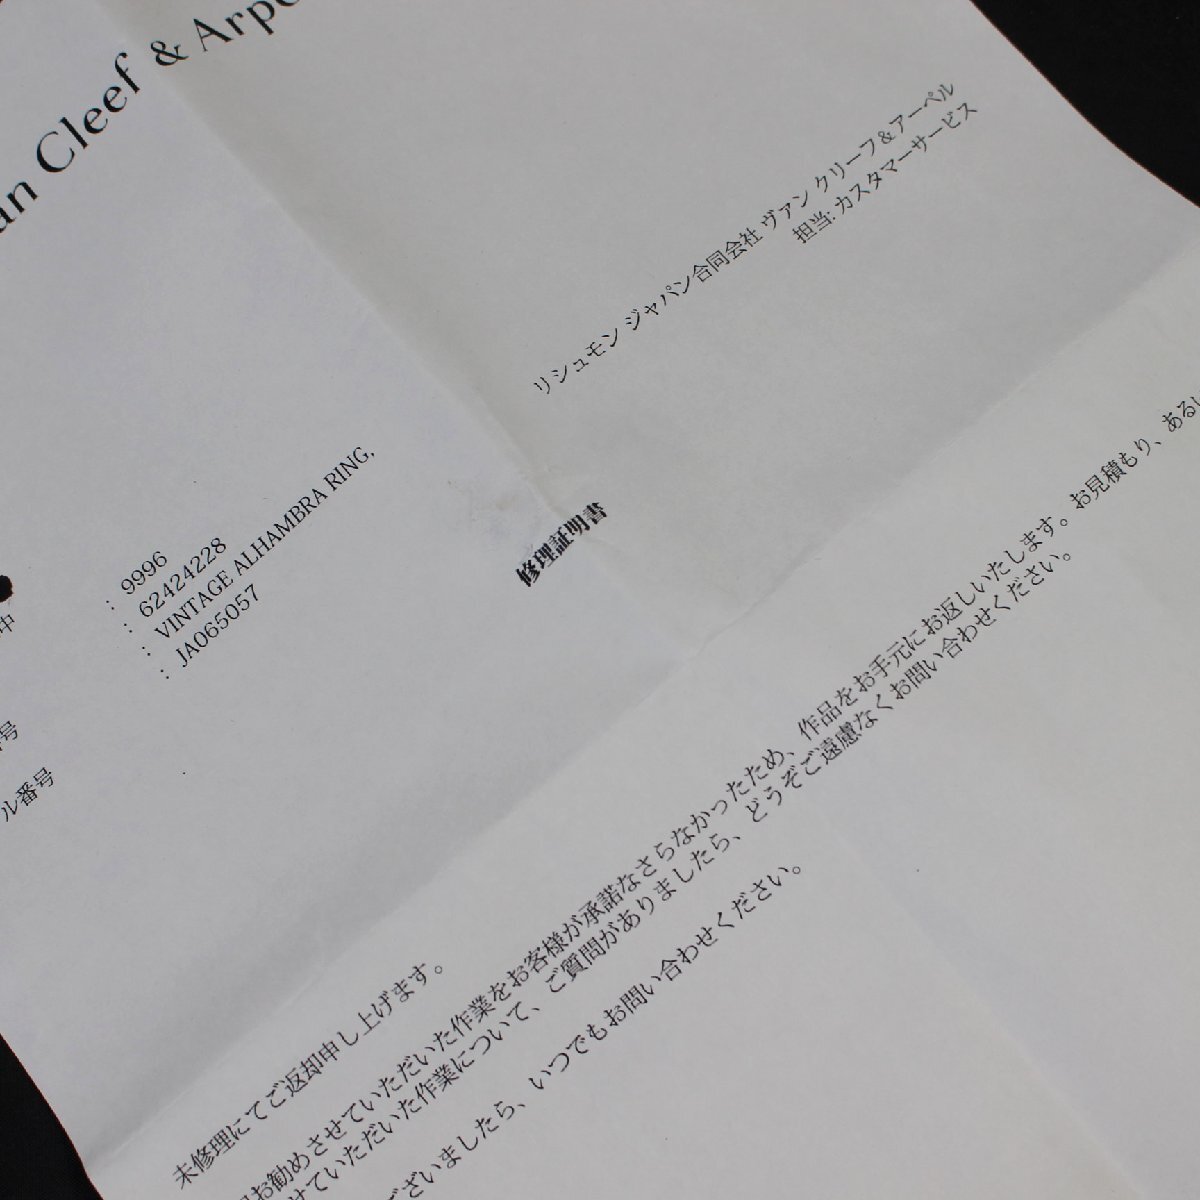 an Cleef & Arpe
リシュモン ジャパン合同会社 ヴァン クリーフ&アーペル
担当: カスタマーサービス
: 9996
: 62424228
: VINTAGE ALHAMBRA RING,
ル番号 : JA065057
修理証明書
未修理にてご返却申し上げます。
お勧めさせていただいた作業をお客様が承諾なさらなかったため、作品をお手元にお返しいたします。お見積もり、ある
せていただいた作業について、ご質問がありましたら、どうぞご遠慮なくお問い合わせください。
ございましたら、いつでもお問い合わせください。